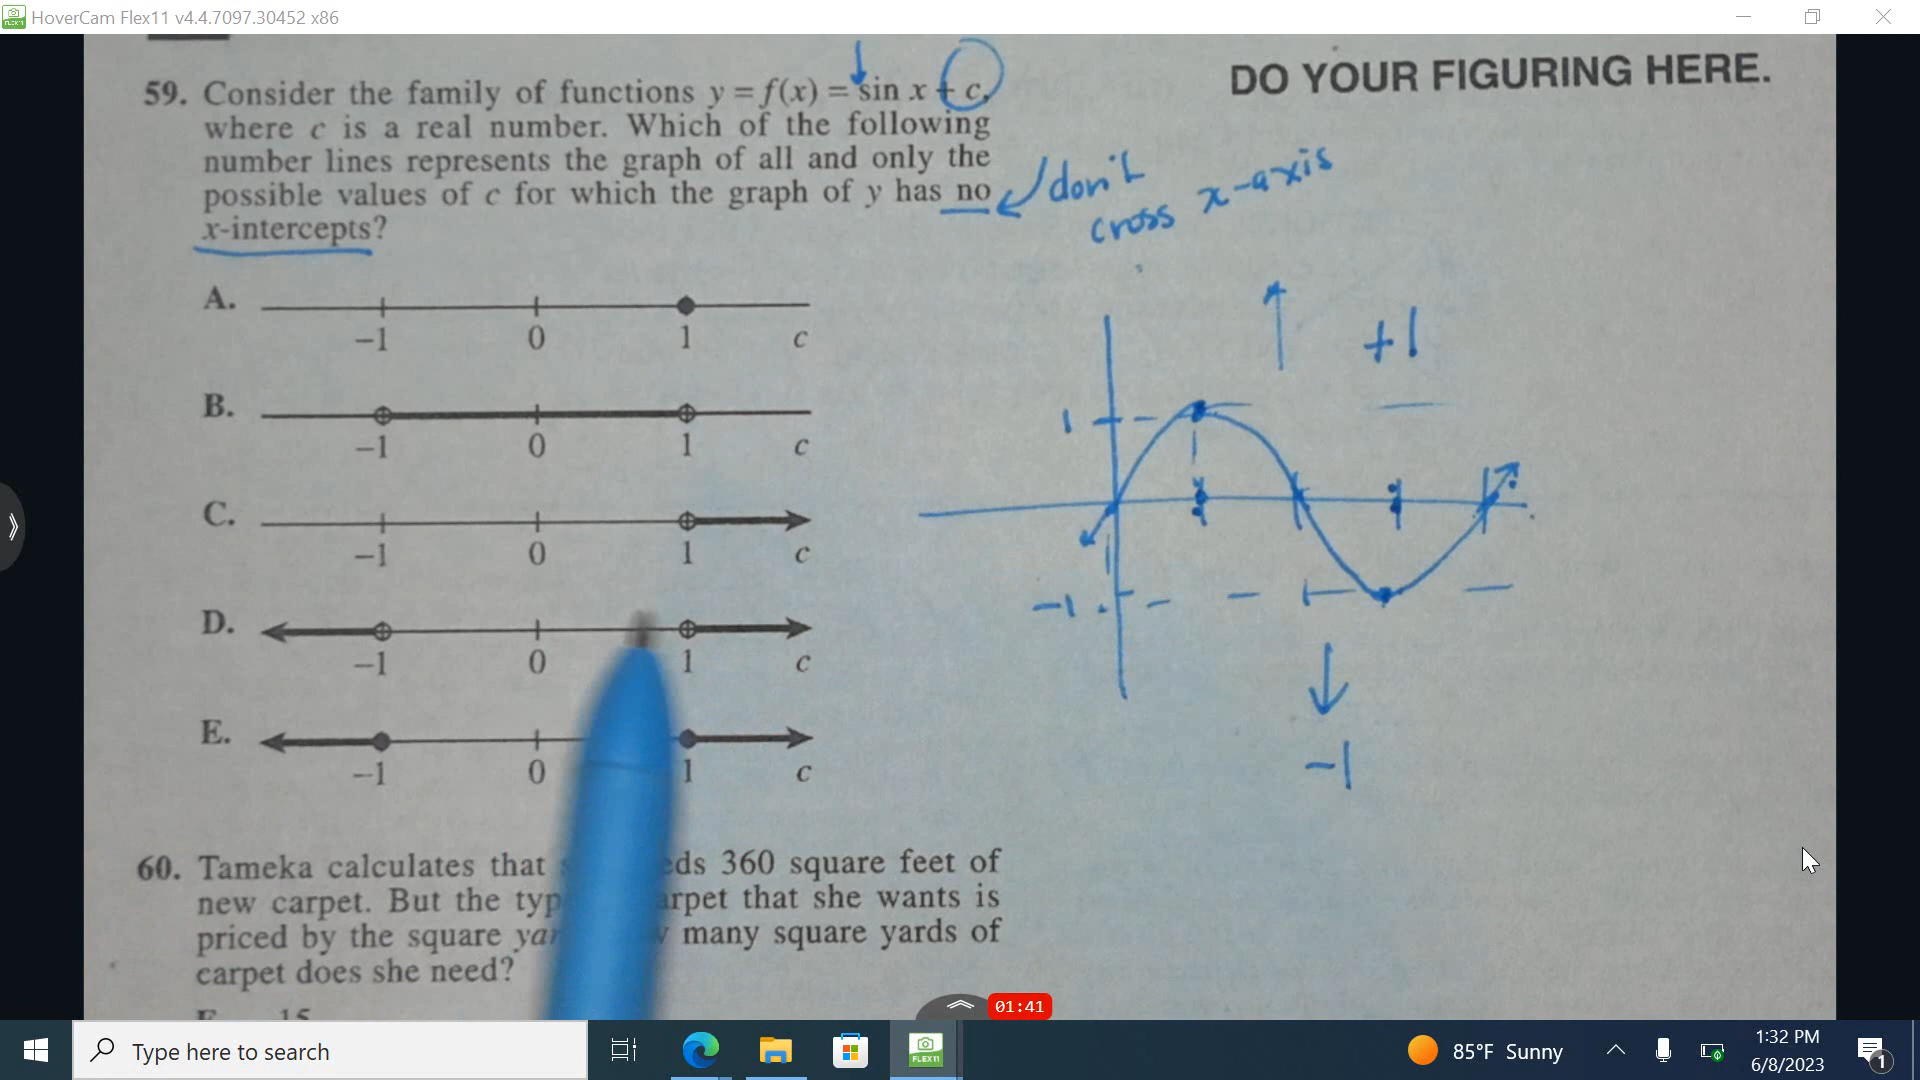 HoverCam Flex11 v4.4.7097.30452 x86
DO YOUR FIGURING HERE.
59. Consider the family of functions y = f(x) = sin x + c,
where c is a real number. Which of the following
number lines represents the graph of all and only the
possible values of c for which the graph of y has no
x-intercepts?
don't
cross x-axis
A.
-1 0 1 c
B.
-1 0 1 c
C.
-1 0 1 c
D.
-1 0 1 c
E.
-1 0 1 c
+1
1
-1
-1
60. Tameka calculates that eds 360 square feet of
new carpet. But the typ arpet that she wants is
priced by the square yar many square yards of
carpet does she need?
15
01:41
Type here to search
FLEX11
85°F Sunny
1:32 PM
6/8/2023
1